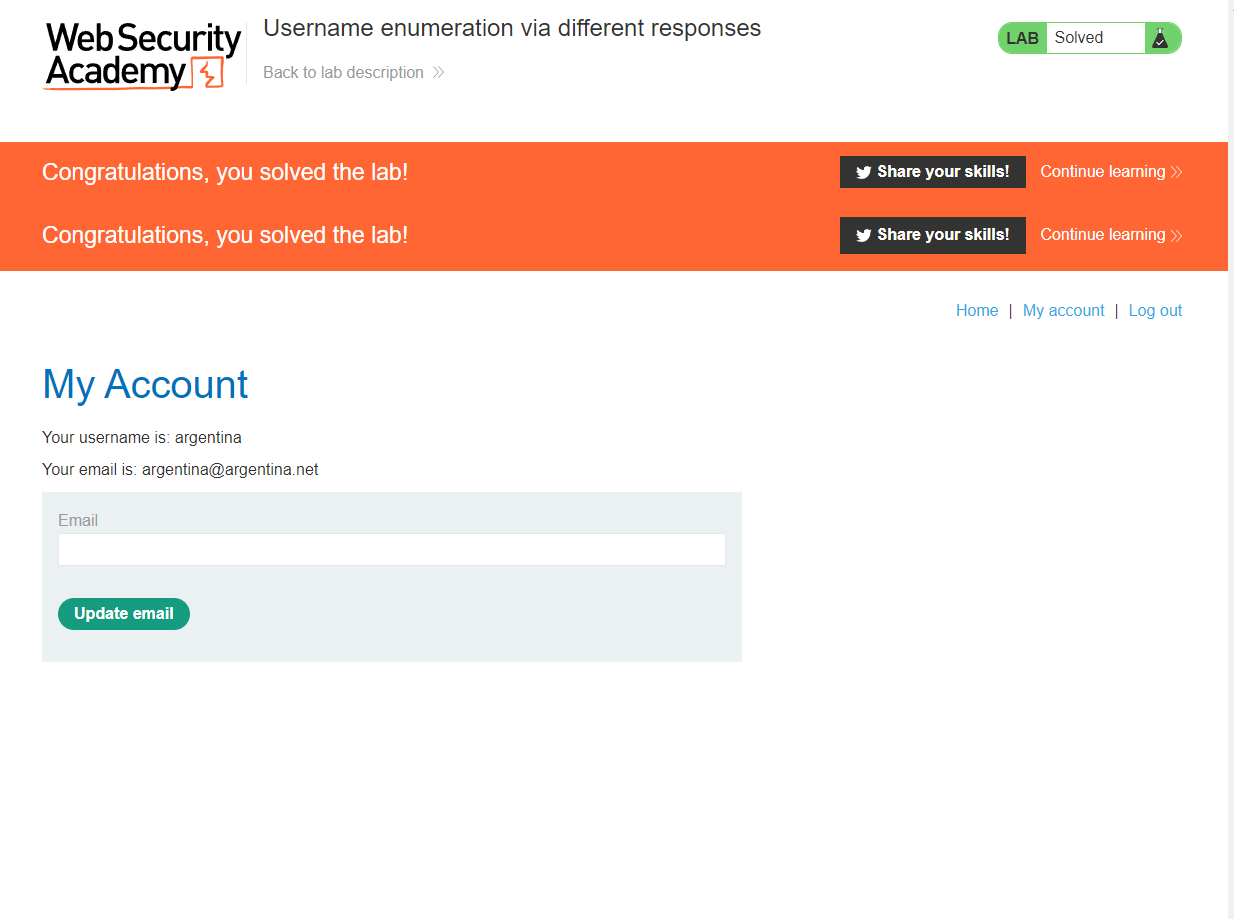 Web Security
Academy
Username enumeration via different responses
Back to lab description
LAB Solved
Congratulations, you solved the lab!
Share your skills! Continue learning
Congratulations, you solved the lab!
Share your skills! Continue learning
Home | My account | Log out
My Account
Your username is: argentina
Your email is: argentina@argentina.net
Email
Update email